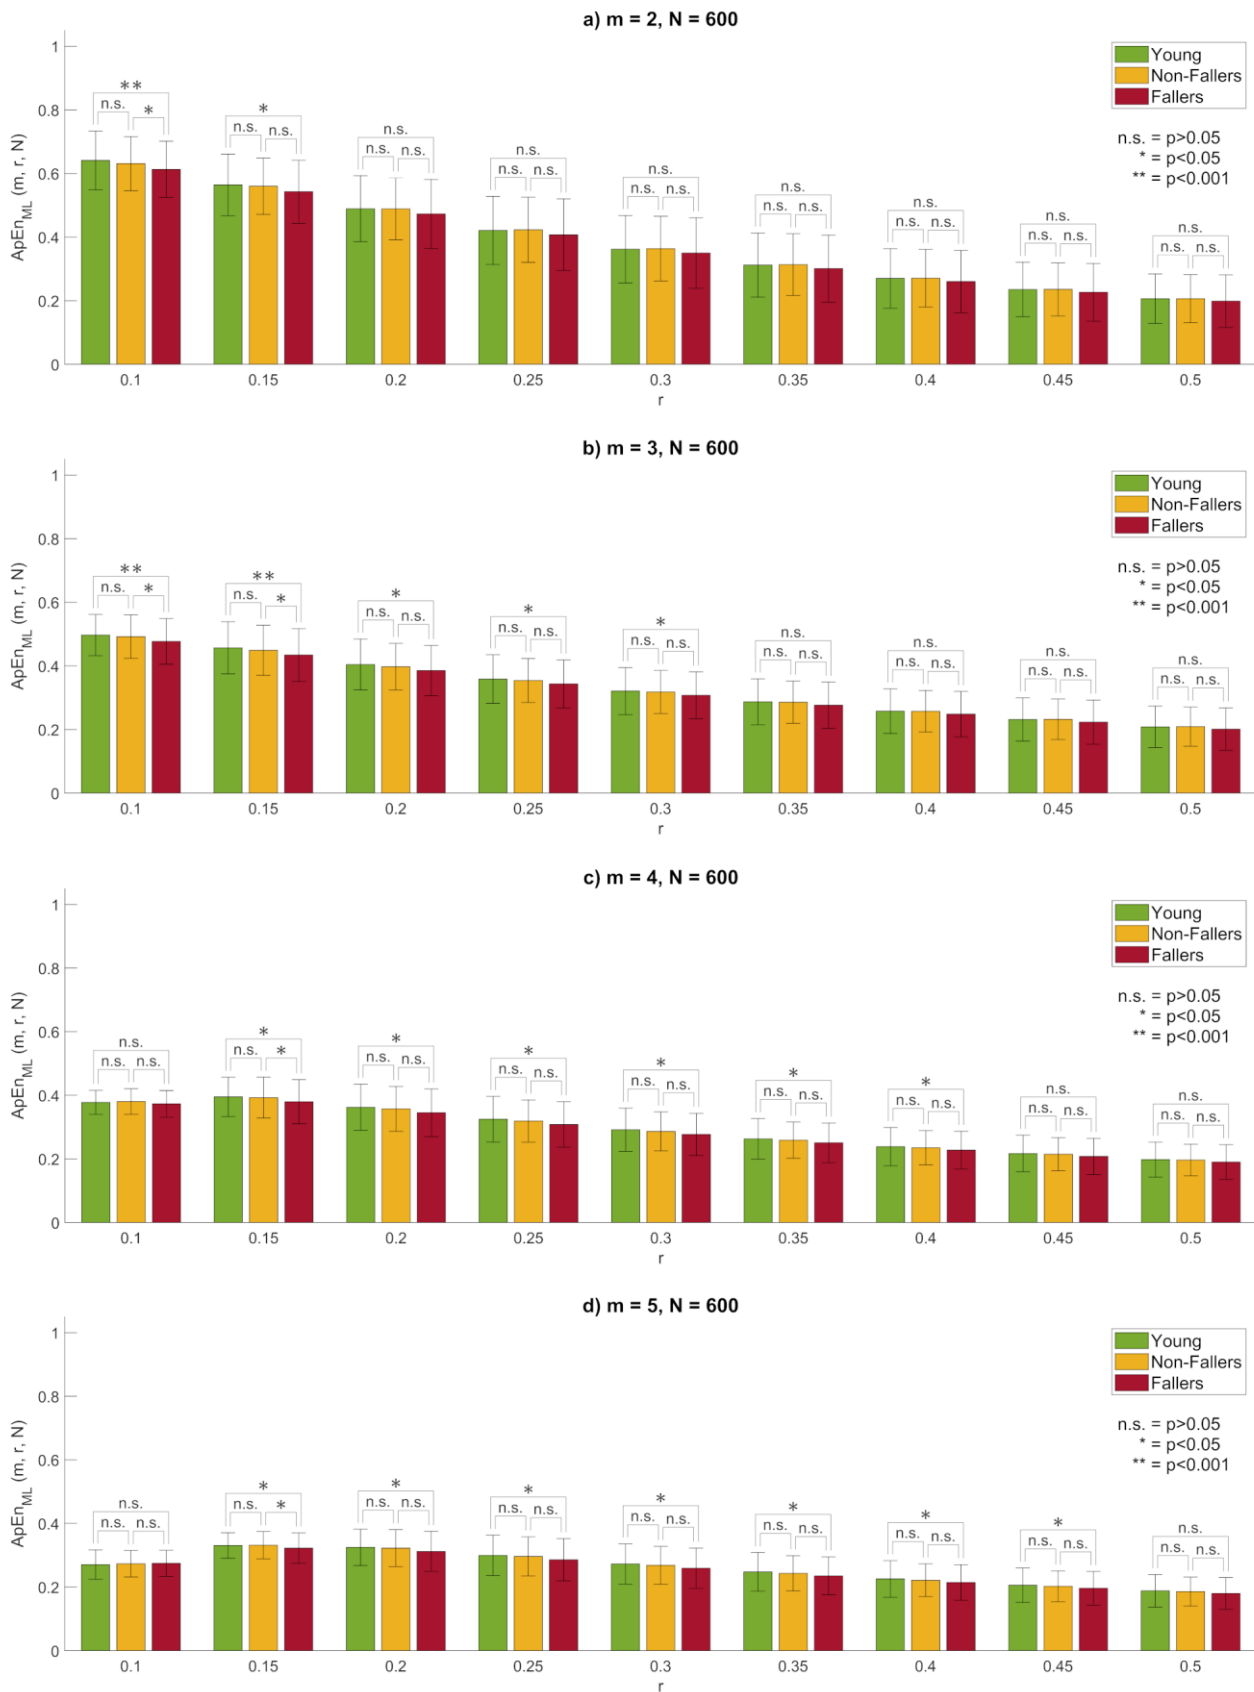 a) m = 2, N = 600
ApEn_ML (m, r, N)
1
0.8
0.6
0.4
0.2
0
Young
Non-Fallers
Fallers
n.s. = p>0.05
* = p<0.05
** = p<0.001
** * n.s. n.s. n.s. n.s. n.s. n.s. n.s.
n.s. * n.s. n.s. n.s. n.s. n.s. n.s. n.s. n.s. n.s. n.s. n.s. n.s. n.s. n.s. n.s. n.s.
0.1 0.15 0.2 0.25 0.3 0.35 0.4 0.45 0.5
r
b) m = 3, N = 600
ApEn_ML (m, r, N)
1
0.8
0.6
0.4
0.2
0
Young
Non-Fallers
Fallers
n.s. = p>0.05
* = p<0.05
** = p<0.001
** ** * * * n.s. n.s. n.s. n.s.
n.s. * n.s. * n.s. n.s. n.s. n.s. n.s. n.s. n.s. n.s. n.s. n.s. n.s. n.s. n.s. n.s.
0.1 0.15 0.2 0.25 0.3 0.35 0.4 0.45 0.5
r
c) m = 4, N = 600
ApEn_ML (m, r, N)
1
0.8
0.6
0.4
0.2
0
Young
Non-Fallers
Fallers
n.s. = p>0.05
* = p<0.05
** = p<0.001
n.s. * * * * * * n.s. n.s.
n.s. n.s. n.s. * n.s. n.s. n.s. n.s. n.s. n.s. n.s. n.s. n.s. n.s. n.s. n.s. n.s. n.s.
0.1 0.15 0.2 0.25 0.3 0.35 0.4 0.45 0.5
r
d) m = 5, N = 600
ApEn_ML (m, r, N)
1
0.8
0.6
0.4
0.2
0
Young
Non-Fallers
Fallers
n.s. = p>0.05
* = p<0.05
** = p<0.001
n.s. * * * * * * * n.s.
n.s. n.s. n.s. * n.s. n.s. n.s. n.s. n.s. n.s. n.s. n.s. n.s. n.s. n.s. n.s. n.s. n.s.
0.1 0.15 0.2 0.25 0.3 0.35 0.4 0.45 0.5
r